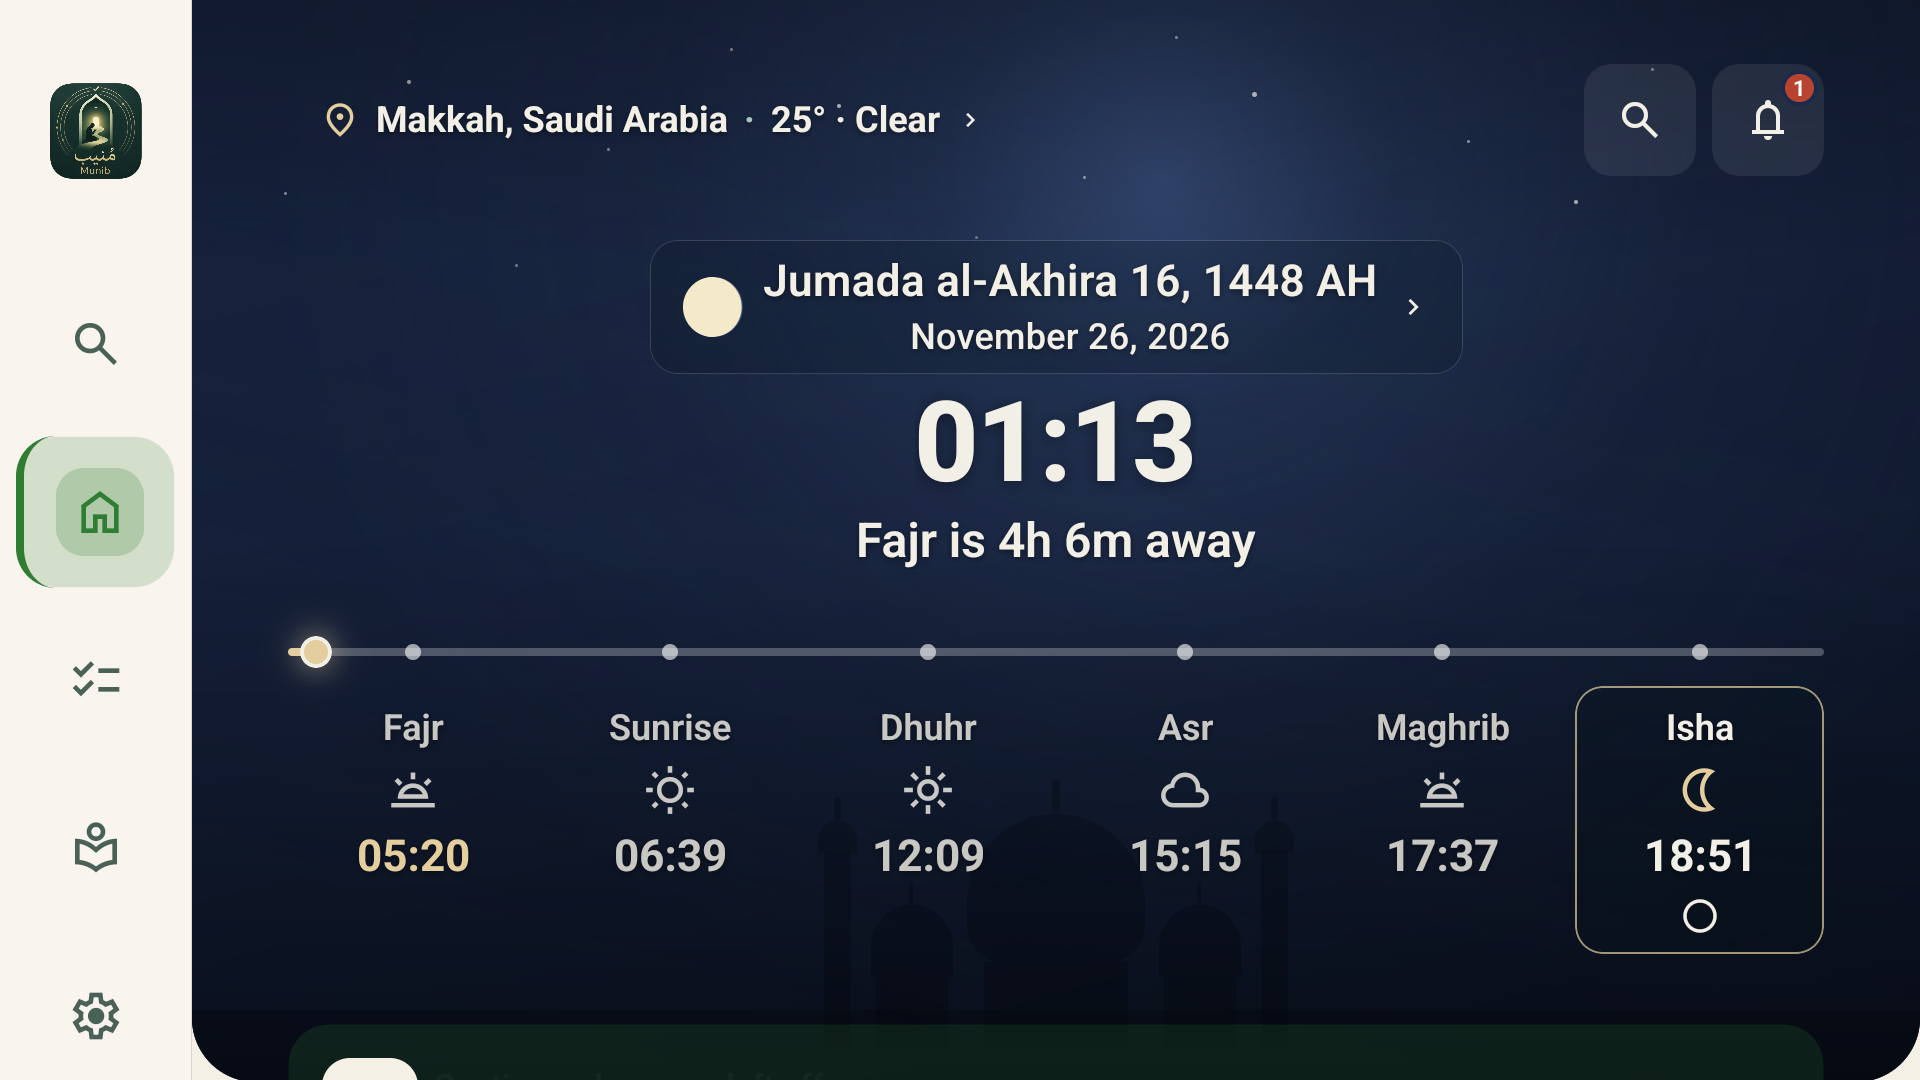 مُنيب
Munib
Makkah, Saudi Arabia · 25° · Clear
1
Jumada al-Akhira 16, 1448 AH
November 26, 2026
01:13
Fajr is 4h 6m away
Fajr Sunrise Dhuhr Asr Maghrib Isha
05:20 06:39 12:09 15:15 17:37 18:51